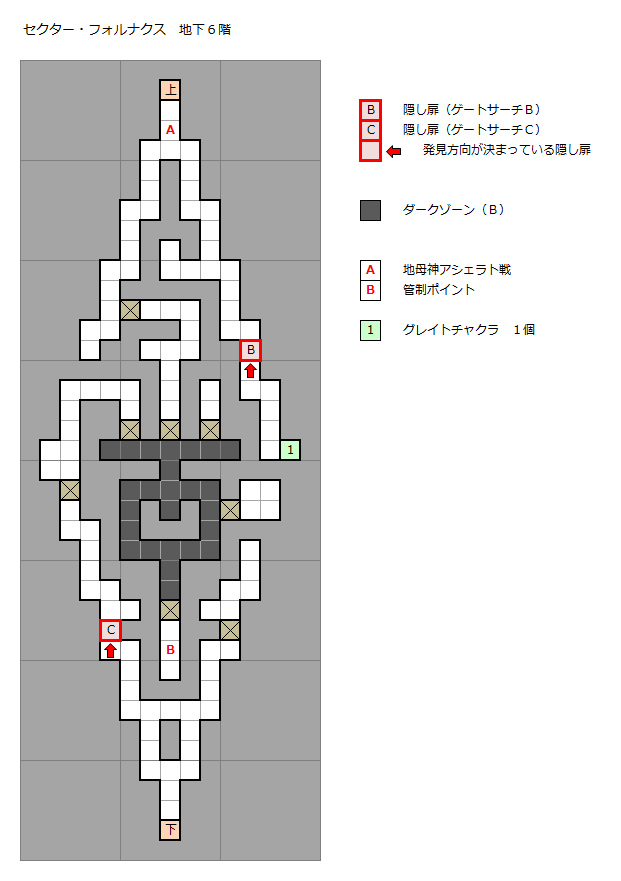 セクター・フォルナクス　地下６階
上
A
B
1
C
B
下
B 隠し扉（ゲートサーチＢ）
C 隠し扉（ゲートサーチＣ）
発見方向が決まっている隠し扉
ダークゾーン（Ｂ）
A 地母神アシェラト戦
B 管制ポイント
1 グレイトチャクラ　１個